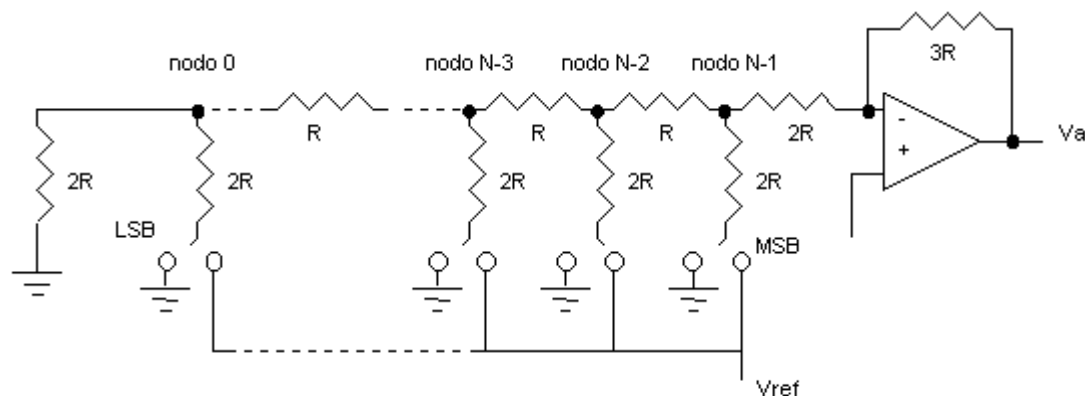 3R
nodo 0
nodo N-3
nodo N-2
nodo N-1
R
R
R
2R
-
+
Va
2R
2R
2R
2R
2R
LSB
MSB
Vref